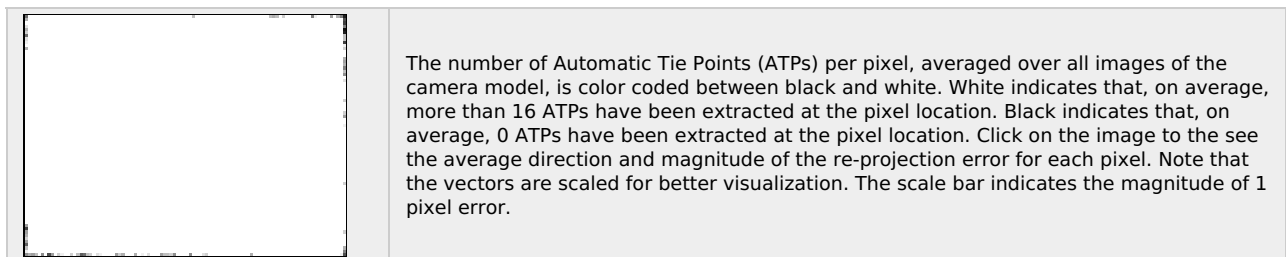 The number of Automatic Tie Points (ATPs) per pixel, averaged over all images of the
camera model, is color coded between black and white. White indicates that, on average,
more than 16 ATPs have been extracted at the pixel location. Black indicates that, on
average, 0 ATPs have been extracted at the pixel location. Click on the image to the see
the average direction and magnitude of the re-projection error for each pixel. Note that
the vectors are scaled for better visualization. The scale bar indicates the magnitude of 1
pixel error.